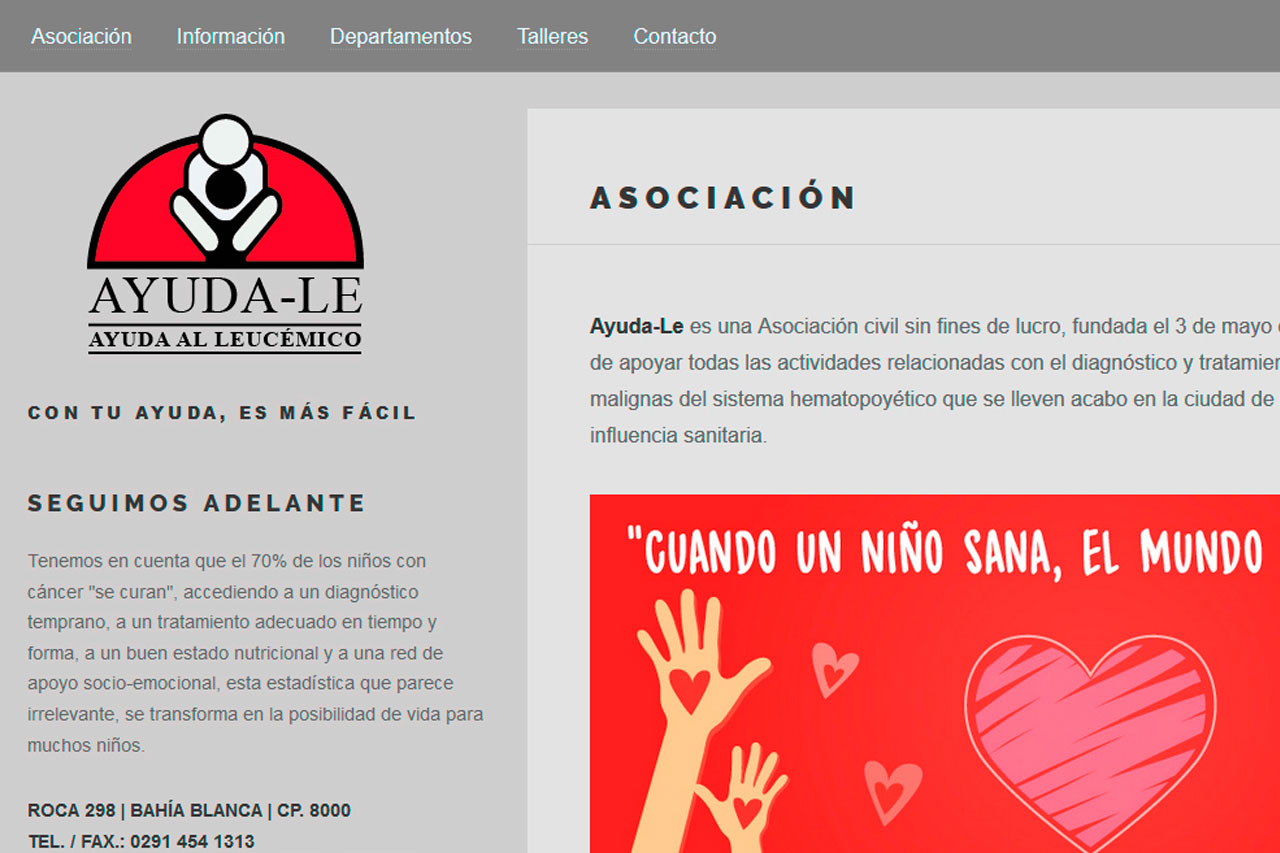 Asociación Información Departamentos Talleres Contacto
AYUDA-LE
AYUDA AL LEUCÉMICO
CON TU AYUDA, ES MÁS FÁCIL
SEGUIMOS ADELANTE
Tenemos en cuenta que el 70% de los niños con
cáncer "se curan", accediendo a un diagnóstico
temprano, a un tratamiento adecuado en tiempo y
forma, a un buen estado nutricional y a una red de
apoyo socio-emocional, esta estadística que parece
irrelevante, se transforma en la posibilidad de vida para
muchos niños.
ROCA 298 | BAHÍA BLANCA | CP. 8000
TEL. / FAX.: 0291 454 1313
ASOCIACIÓN
Ayuda-Le es una Asociación civil sin fines de lucro, fundada el 3 de mayo
de apoyar todas las actividades relacionadas con el diagnóstico y
malignas del sistema hematopoyético que se lleven acabo en la ciudad de
influencia sanitaria.
"CUANDO UN NIÑO SANA, EL MUNDO